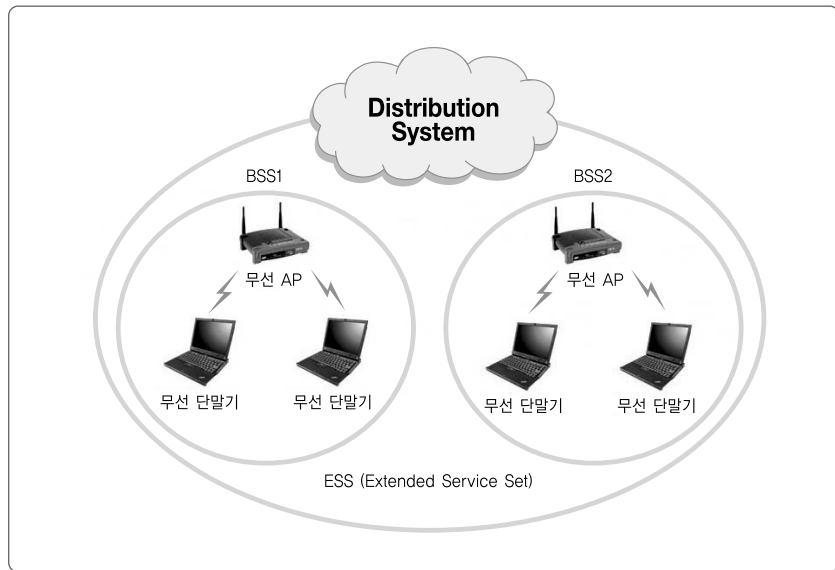 Distribution
System
BSS1
BSS2
무선 AP
무선 AP
무선 단말기
무선 단말기
무선 단말기
무선 단말기
ESS (Extended Service Set)